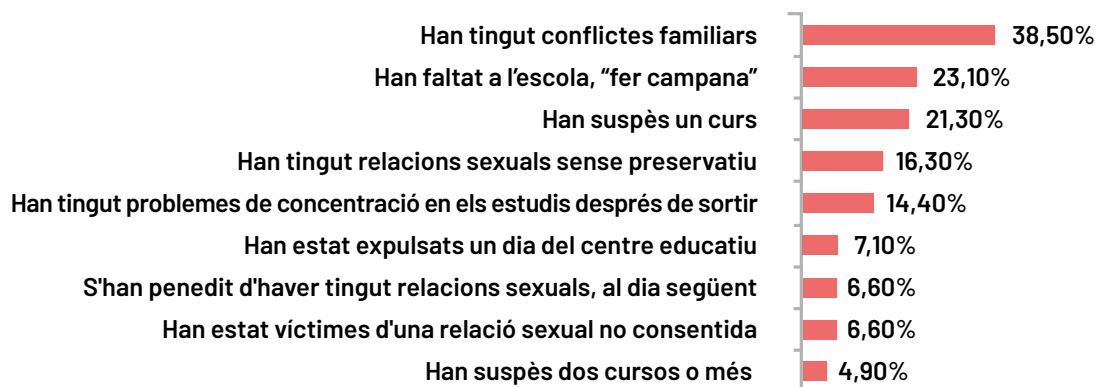 Han tingut conflictes familiars 38,50%
Han faltat a l’escola, “fer campana” 23,10%
Han suspès un curs 21,30%
Han tingut relacions sexuals sense preservatiu 16,30%
Han tingut problemes de concentració en els estudis després de sortir 14,40%
Han estat expulsats un dia del centre educatiu 7,10%
S'han penedit d'haver tingut relacions sexuals, al dia següent 6,60%
Han estat víctimes d'una relació sexual no consentida 6,60%
Han suspès dos cursos o més 4,90%